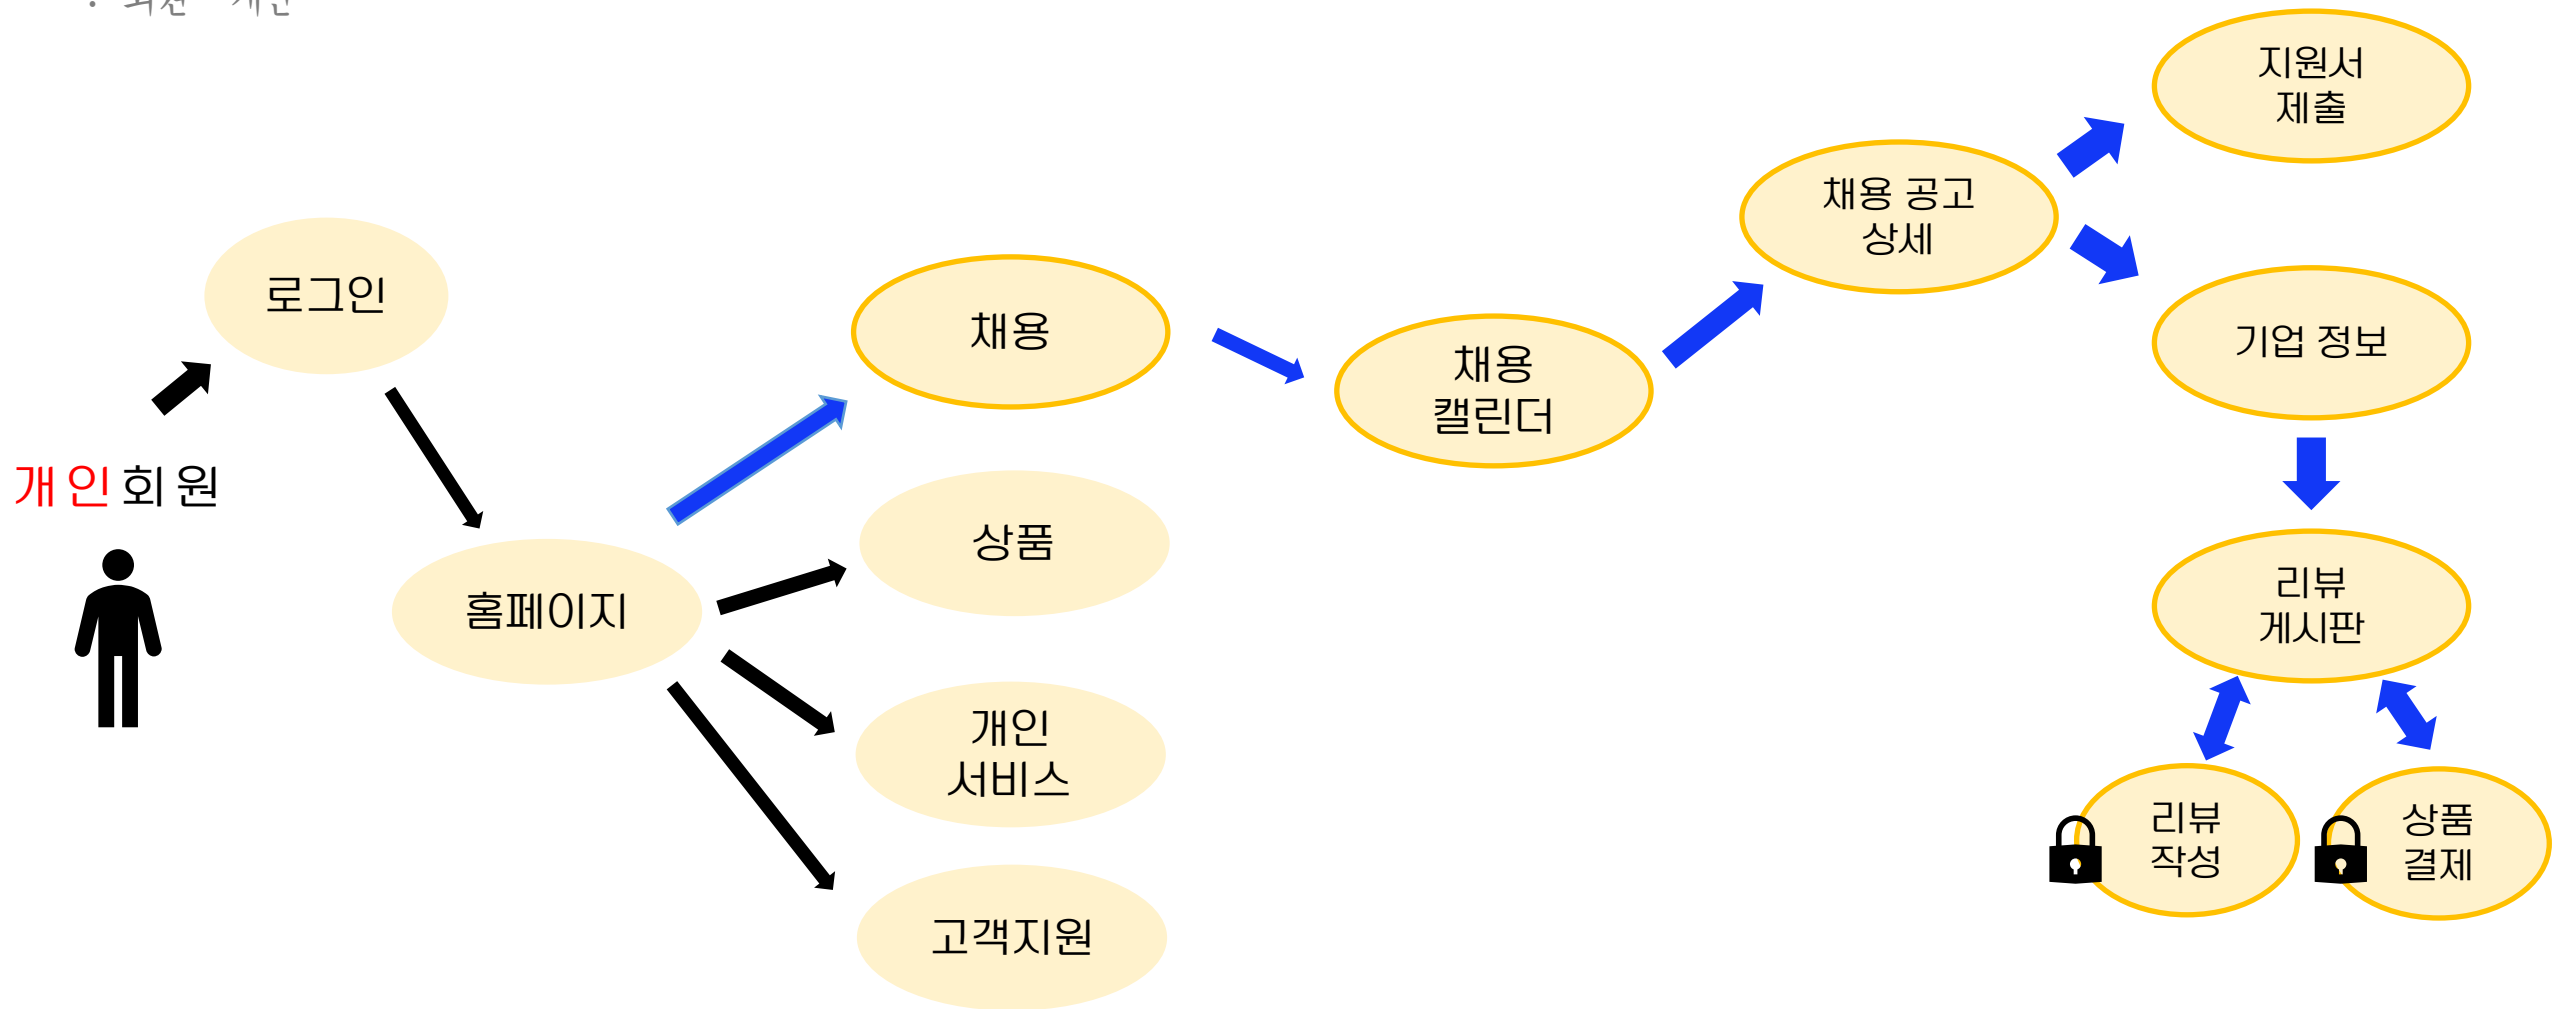 로그인
개인회원
홈페이지
채용
상품
개인
서비스
고객지원
채용
캘린더
채용 공고
상세
지원서
제출
기업 정보
리뷰
게시판
리뷰
작성
상품
결제